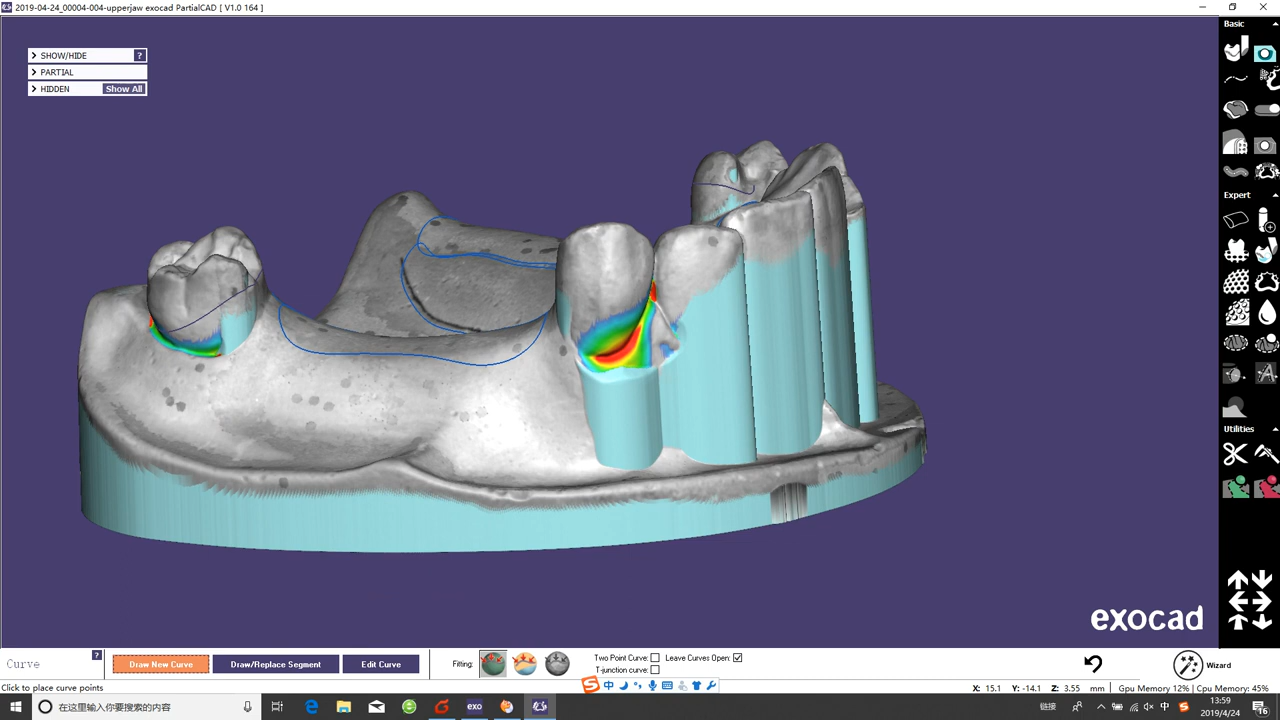 2019-04-24_00004-004-upperjaw exocad PartialCAD [ V1.0 164 ]
SHOW/HIDE ?
PARTIAL
HIDDEN Show All
Basic
Expert
Utilities
exocad
Curve ?
Draw New Curve
Draw/Replace Segment
Edit Curve
Fitting:
Two Point Curve:
Leave Curves Open:
T-junction curve:
Wizard
中
Click to place curve points
X: 15.1 Y: -14.1 Z: 3.55 mm
Gpu Memory 12% | Cpu Memory 45%
在这里输入你要搜索的内容
exo
链接
中
13:59
2019/4/24
16